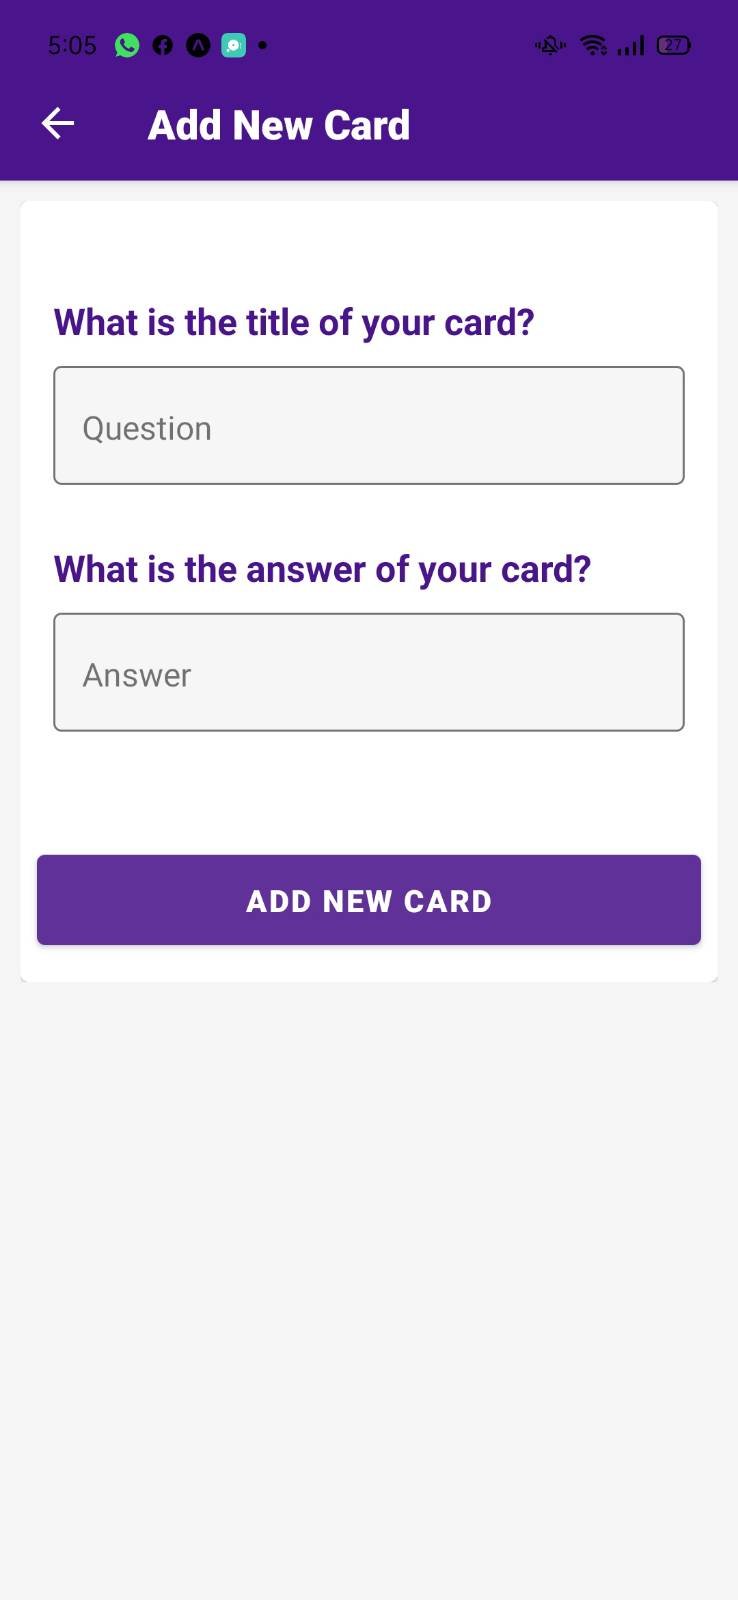 5:05
27
Add New Card
What is the title of your card?
Question
What is the answer of your card?
Answer
ADD NEW CARD